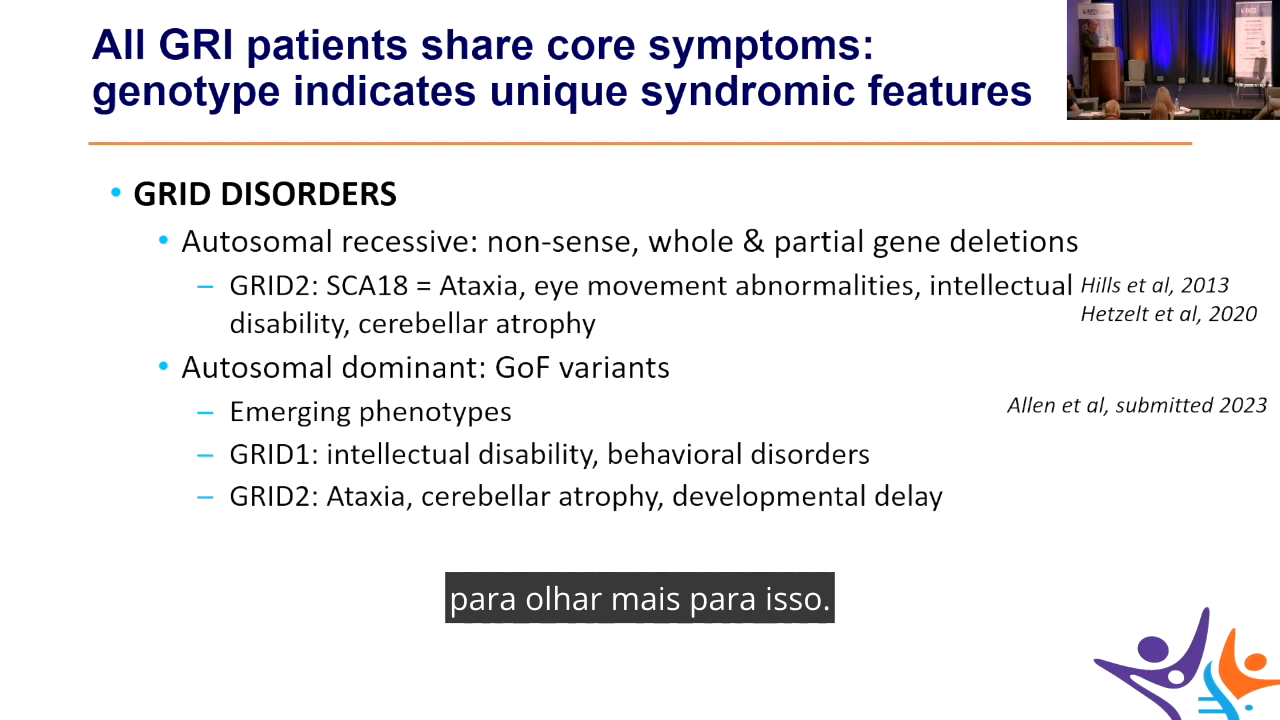 All GRI patients share core symptoms:
genotype indicates unique syndromic features
• GRID DISORDERS
• Autosomal recessive: non-sense, whole & partial gene deletions
– GRID2: SCA18 = Ataxia, eye movement abnormalities, intellectual
disability, cerebellar atrophy
Hills et al, 2013
Hetzelt et al, 2020
• Autosomal dominant: GoF variants
– Emerging phenotypes
Allen et al, submitted 2023
– GRID1: intellectual disability, behavioral disorders
– GRID2: Ataxia, cerebellar atrophy, developmental delay
para olhar mais para isso.